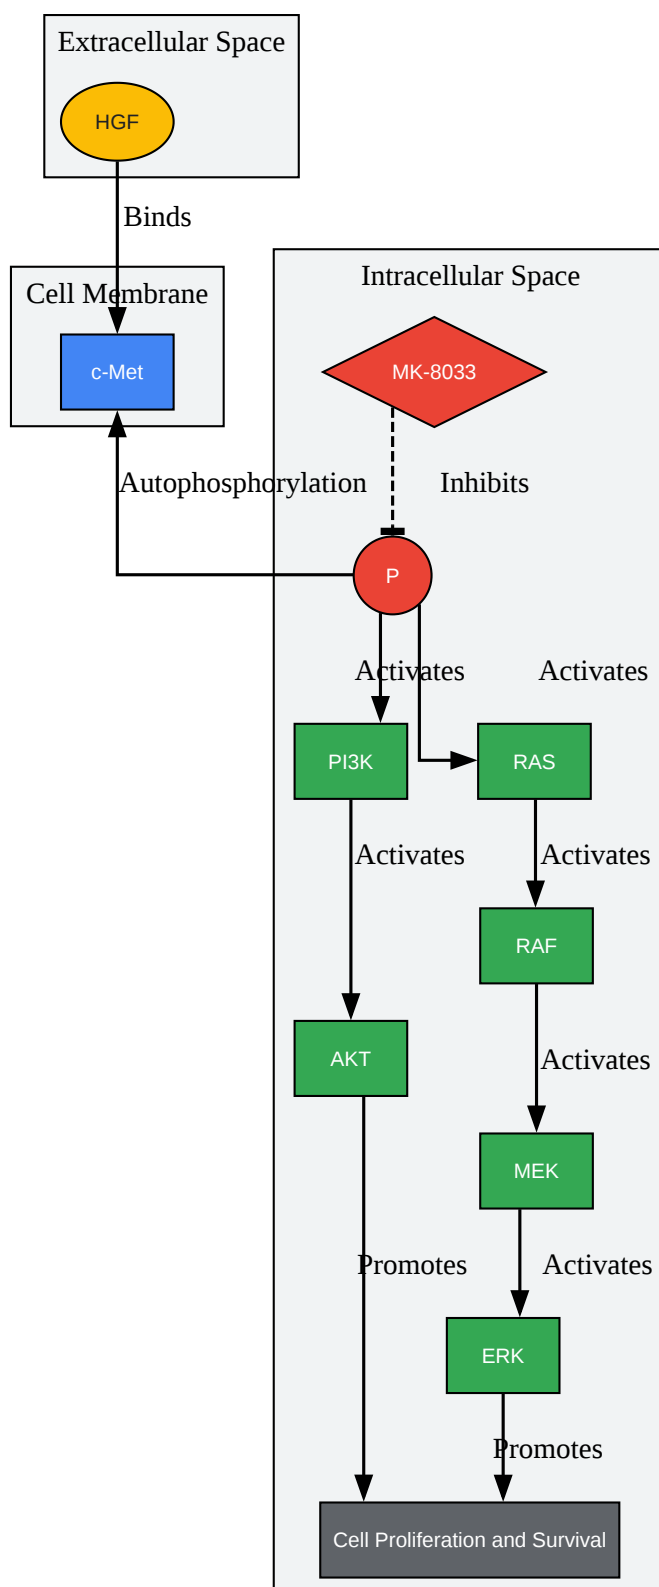 Extracellular Space
HGF
Binds
Cell Membrane
c-Met
Intracellular Space
MK-8033
Autophosphorylation
Inhibits
P
Activates
Activates
PI3K
RAS
Activates
Activates
RAF
AKT
Activates
MEK
Promotes
Activates
ERK
Promotes
Cell Proliferation and Survival